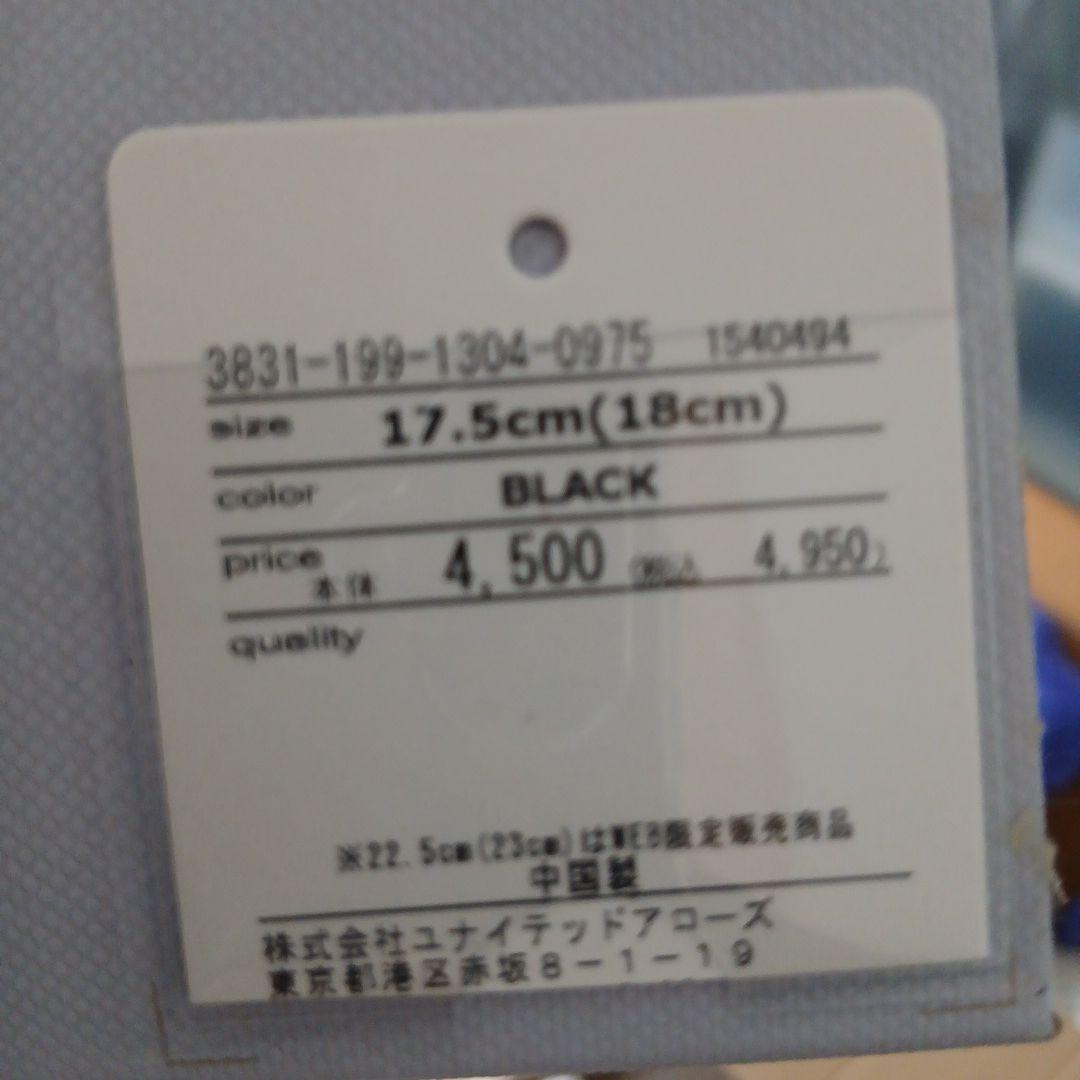 3831-199-1304-0975 1540494
size 17.5cm(18cm)
color BLACK
price 本体 4,500 (税込 4,950)
quality
※22.5cm(23cm)はWEB限定販売商品
中国製
株式会社ユナイテッドアローズ
東京都港区赤坂8-1-19